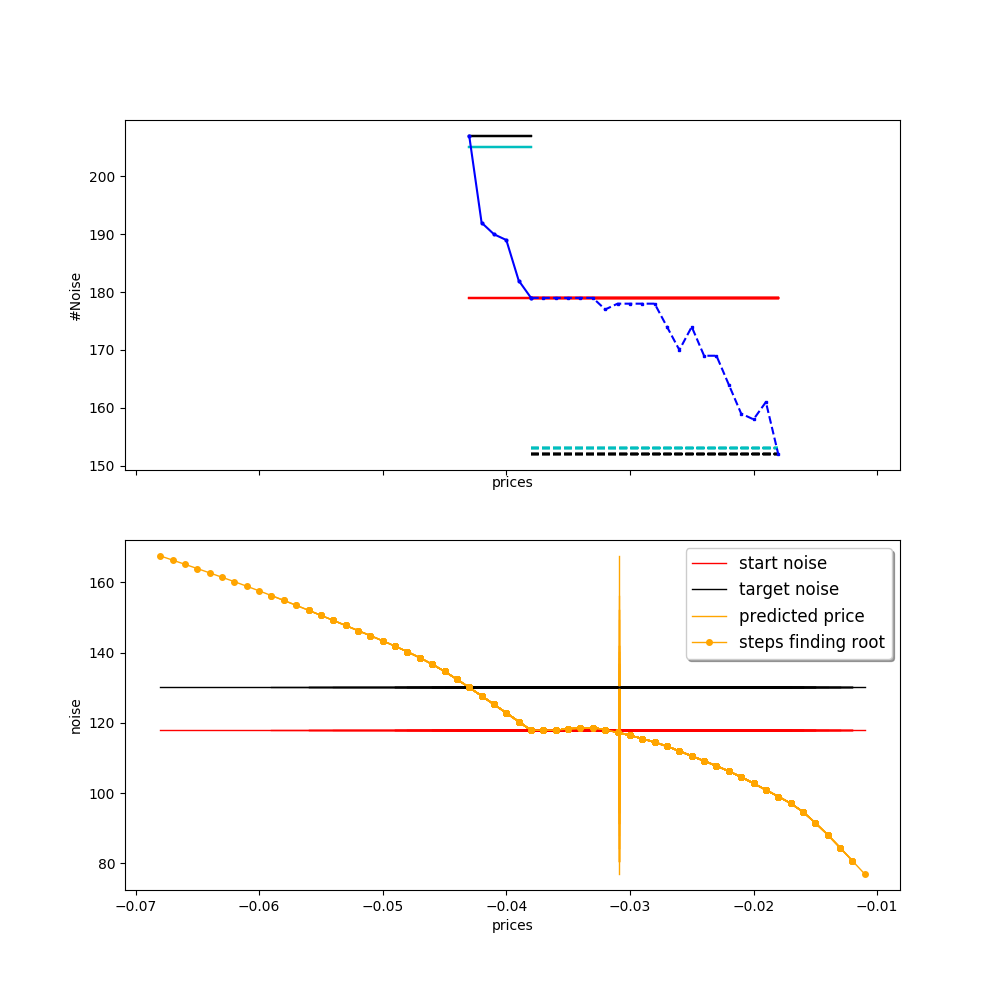 200
190
180
170
160
150
#Noise
prices
start noise
target noise
predicted price
steps finding root
160
140
120
100
80
noise
−0.07 −0.06 −0.05 −0.04 −0.03 −0.02 −0.01
prices